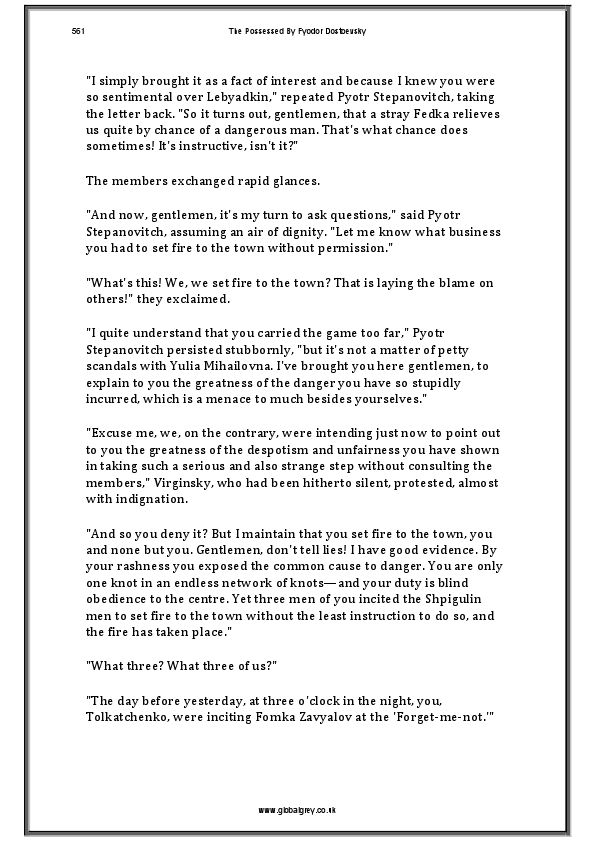 561
The Possessed By Fyodor Dostoevsky
"I simply brought it as a fact of interest and because I knew you were
so sentimental over Lebyadkin," repeated Pyotr Stepanovitch, taking
the letter back. "So it turns out, gentlemen, that a stray Fedka relieves
us quite by chance of a dangerous man. That's what chance does
sometimes! It's instructive, isn't it?"
The members exchanged rapid glances.
"And now, gentlemen, it's my turn to ask questions," said Pyotr
Stepanovitch, assuming an air of dignity. "Let me know what business
you had to set fire to the town without permission."
"What's this! We, we set fire to the town? That is laying the blame on
others!" they exclaimed.
"I quite understand that you carried the game too far," Pyotr
Stepanovitch persisted stubbornly, "but it's not a matter of petty
scandals with Yulia Mihailovna. I've brought you here gentlemen, to
explain to you the greatness of the danger you have so stupidly
incurred, which is a menace to much besides yourselves."
"Excuse me, we, on the contrary, were intending just now to point out
to you the greatness of the despotism and unfairness you have shown
in taking such a serious and also strange step without consulting the
members," Virginsky, who had been hitherto silent, protested, almost
with indignation.
"And so you deny it? But I maintain that you set fire to the town, you
and none but you. Gentlemen, don't tell lies! I have good evidence. By
your rashness you exposed the common cause to danger. You are only
one knot in an endless network of knots—and your duty is blind
obedience to the centre. Yet three men of you incited the Shpigulin
men to set fire to the town without the least instruction to do so, and
the fire has taken place."
"What three? What three of us?"
"The day before yesterday, at three o'clock in the night, you,
Tolkatchenko, were inciting Fomka Zavyalov at the 'Forget-me-not.'"
www.globalgrey.co.uk